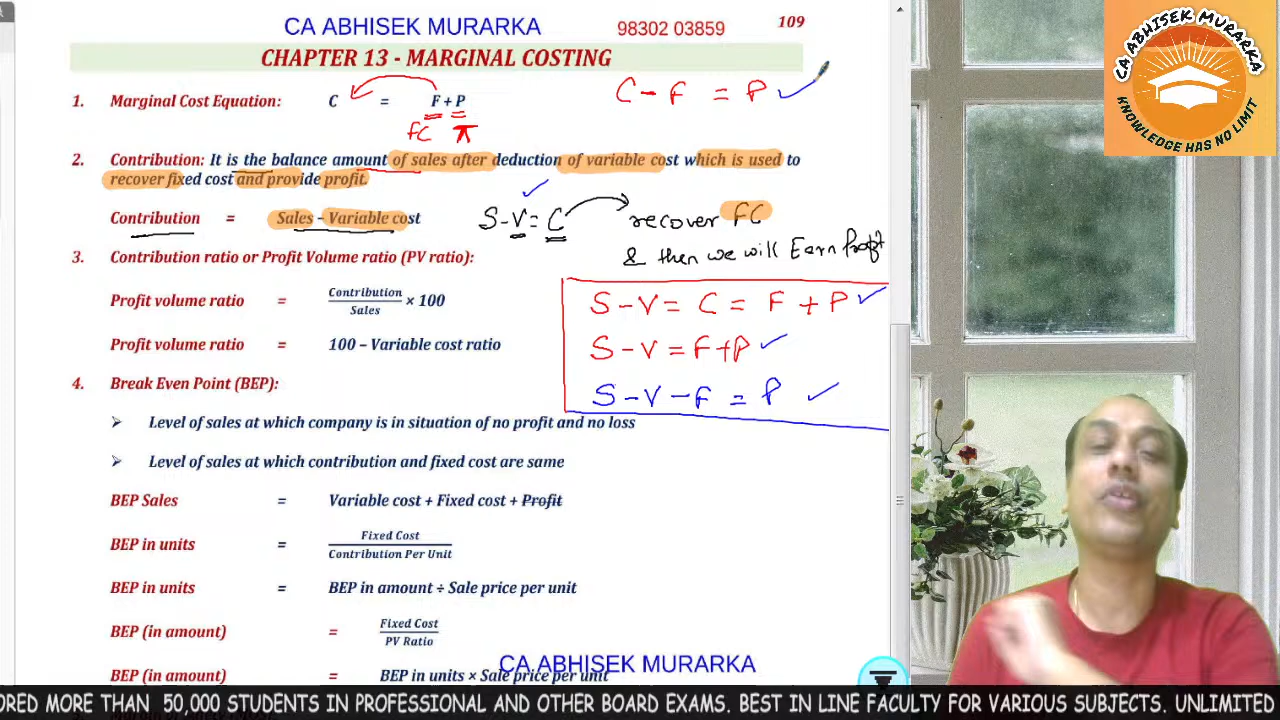 CA ABHISEK MURARKA 98302 03859 109
CHAPTER 13 - MARGINAL COSTING
1. Marginal Cost Equation: C = F + P
FC π
C - F = P
2. Contribution: It is the balance amount of sales after deduction of variable cost which is used to
recover fixed cost and provide profit.
Contribution = Sales - Variable cost
S-V = C
recover FC
& then we will Earn Profit
3. Contribution ratio or Profit Volume ratio (PV ratio):
Profit volume ratio = Contribution
Sales × 100
Profit volume ratio = 100 – Variable cost ratio
S - V = C = F + P
S - V = F + P
S - V - F = P
4. Break Even Point (BEP):
➢ Level of sales at which company is in situation of no profit and no loss
➢ Level of sales at which contribution and fixed cost are same
BEP Sales = Variable cost + Fixed cost + Profit
BEP in units = Fixed Cost
Contribution Per Unit
BEP in units = BEP in amount ÷ Sale price per unit
BEP (in amount) = Fixed Cost
PV Ratio
CA ABHISEK MURARKA
BEP (in amount) = BEP in units × Sale price per unit
CA ABHISEK MURARKA
KNOWLEDGE HAS NO LIMIT
ORED MORE THAN 50,000 STUDENTS IN PROFESSIONAL AND OTHER BOARD EXAMS. BEST IN LINE FACULTY FOR VARIOUS SUBJECTS. UNLIMITED